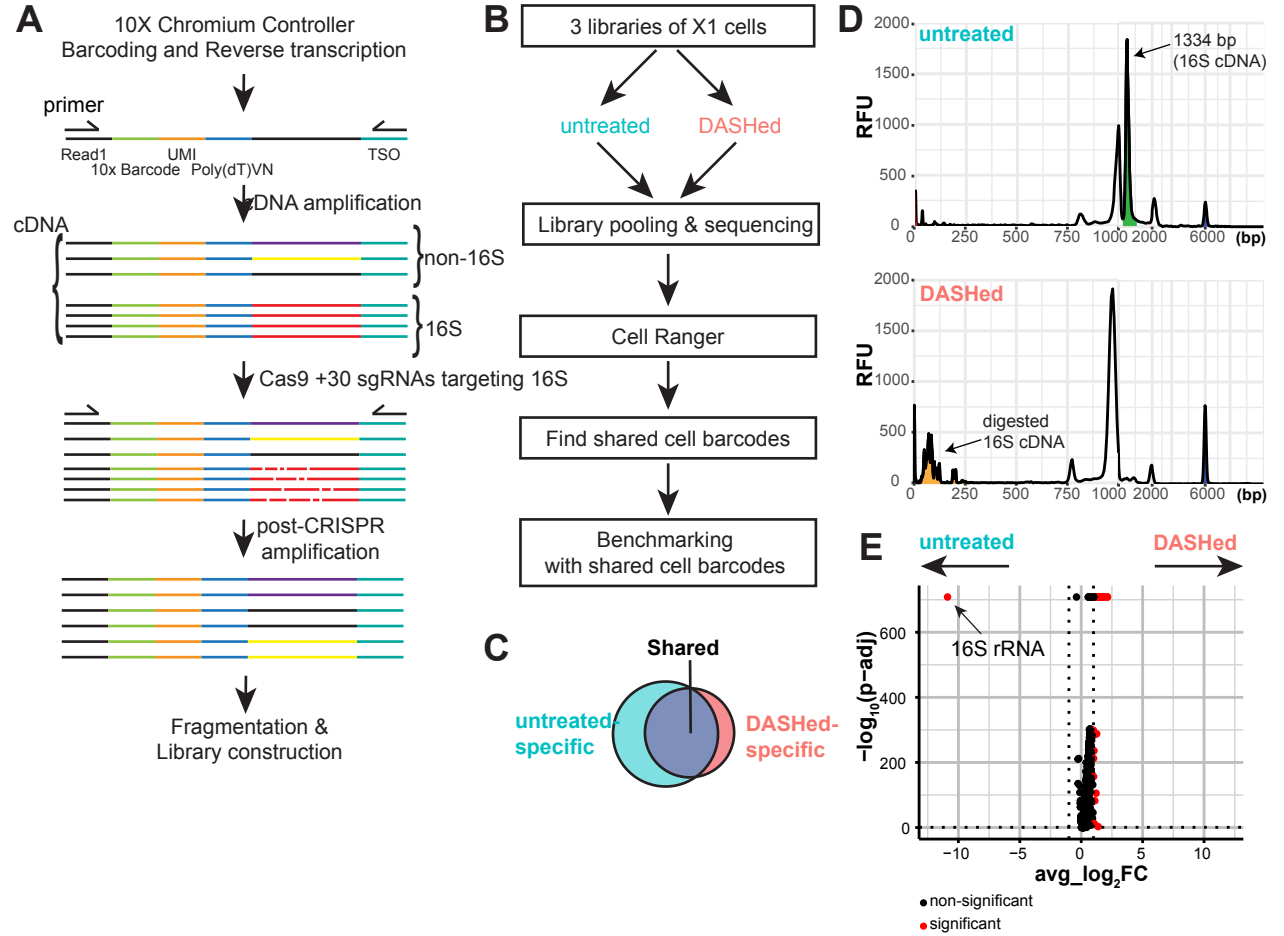 A
10X Chromium Controller
Barcoding and Reverse transcription
primer
Read1
10x Barcode
UMI
Poly(dT)VN
TSO
cDNA amplification
cDNA
non-16S
16S
Cas9 +30 sgRNAs targeting 16S
post-CRISPR
amplification
Fragmentation &
Library construction
B
3 libraries of X1 cells
untreated
DASHed
Library pooling & sequencing
Cell Ranger
Find shared cell barcodes
Benchmarking
with shared cell barcodes
C
Shared
untreated-
specific
DASHed-
specific
D
untreated
2000
1500
1000
500
0
RFU
1334 bp
(16S cDNA)
0 250 500 750 1000 2000 6000 (bp)
DASHed
2000
1500
1000
500
0
RFU
digested
16S cDNA
0 250 500 750 1000 2000 6000 (bp)
E
untreated
DASHed
600
400
200
0
−log10(p−adj)
16S rRNA
−10 −5 0 5 10
avg_log2FC
non-significant
significant